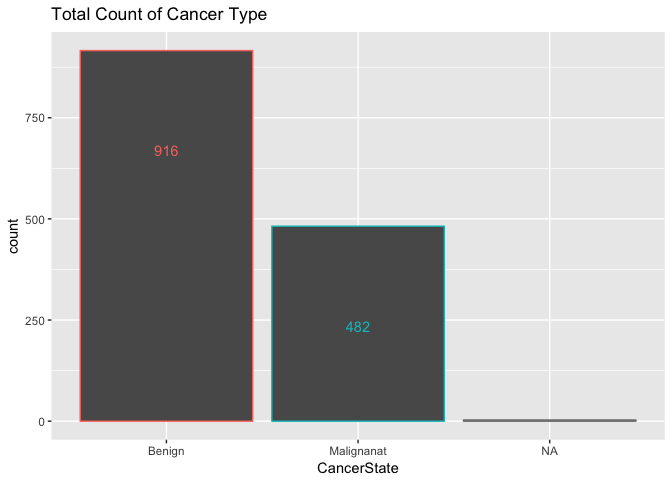 Total Count of Cancer Type
count
750
500
250
0
916
482
Benign
Malignanat
NA
CancerState